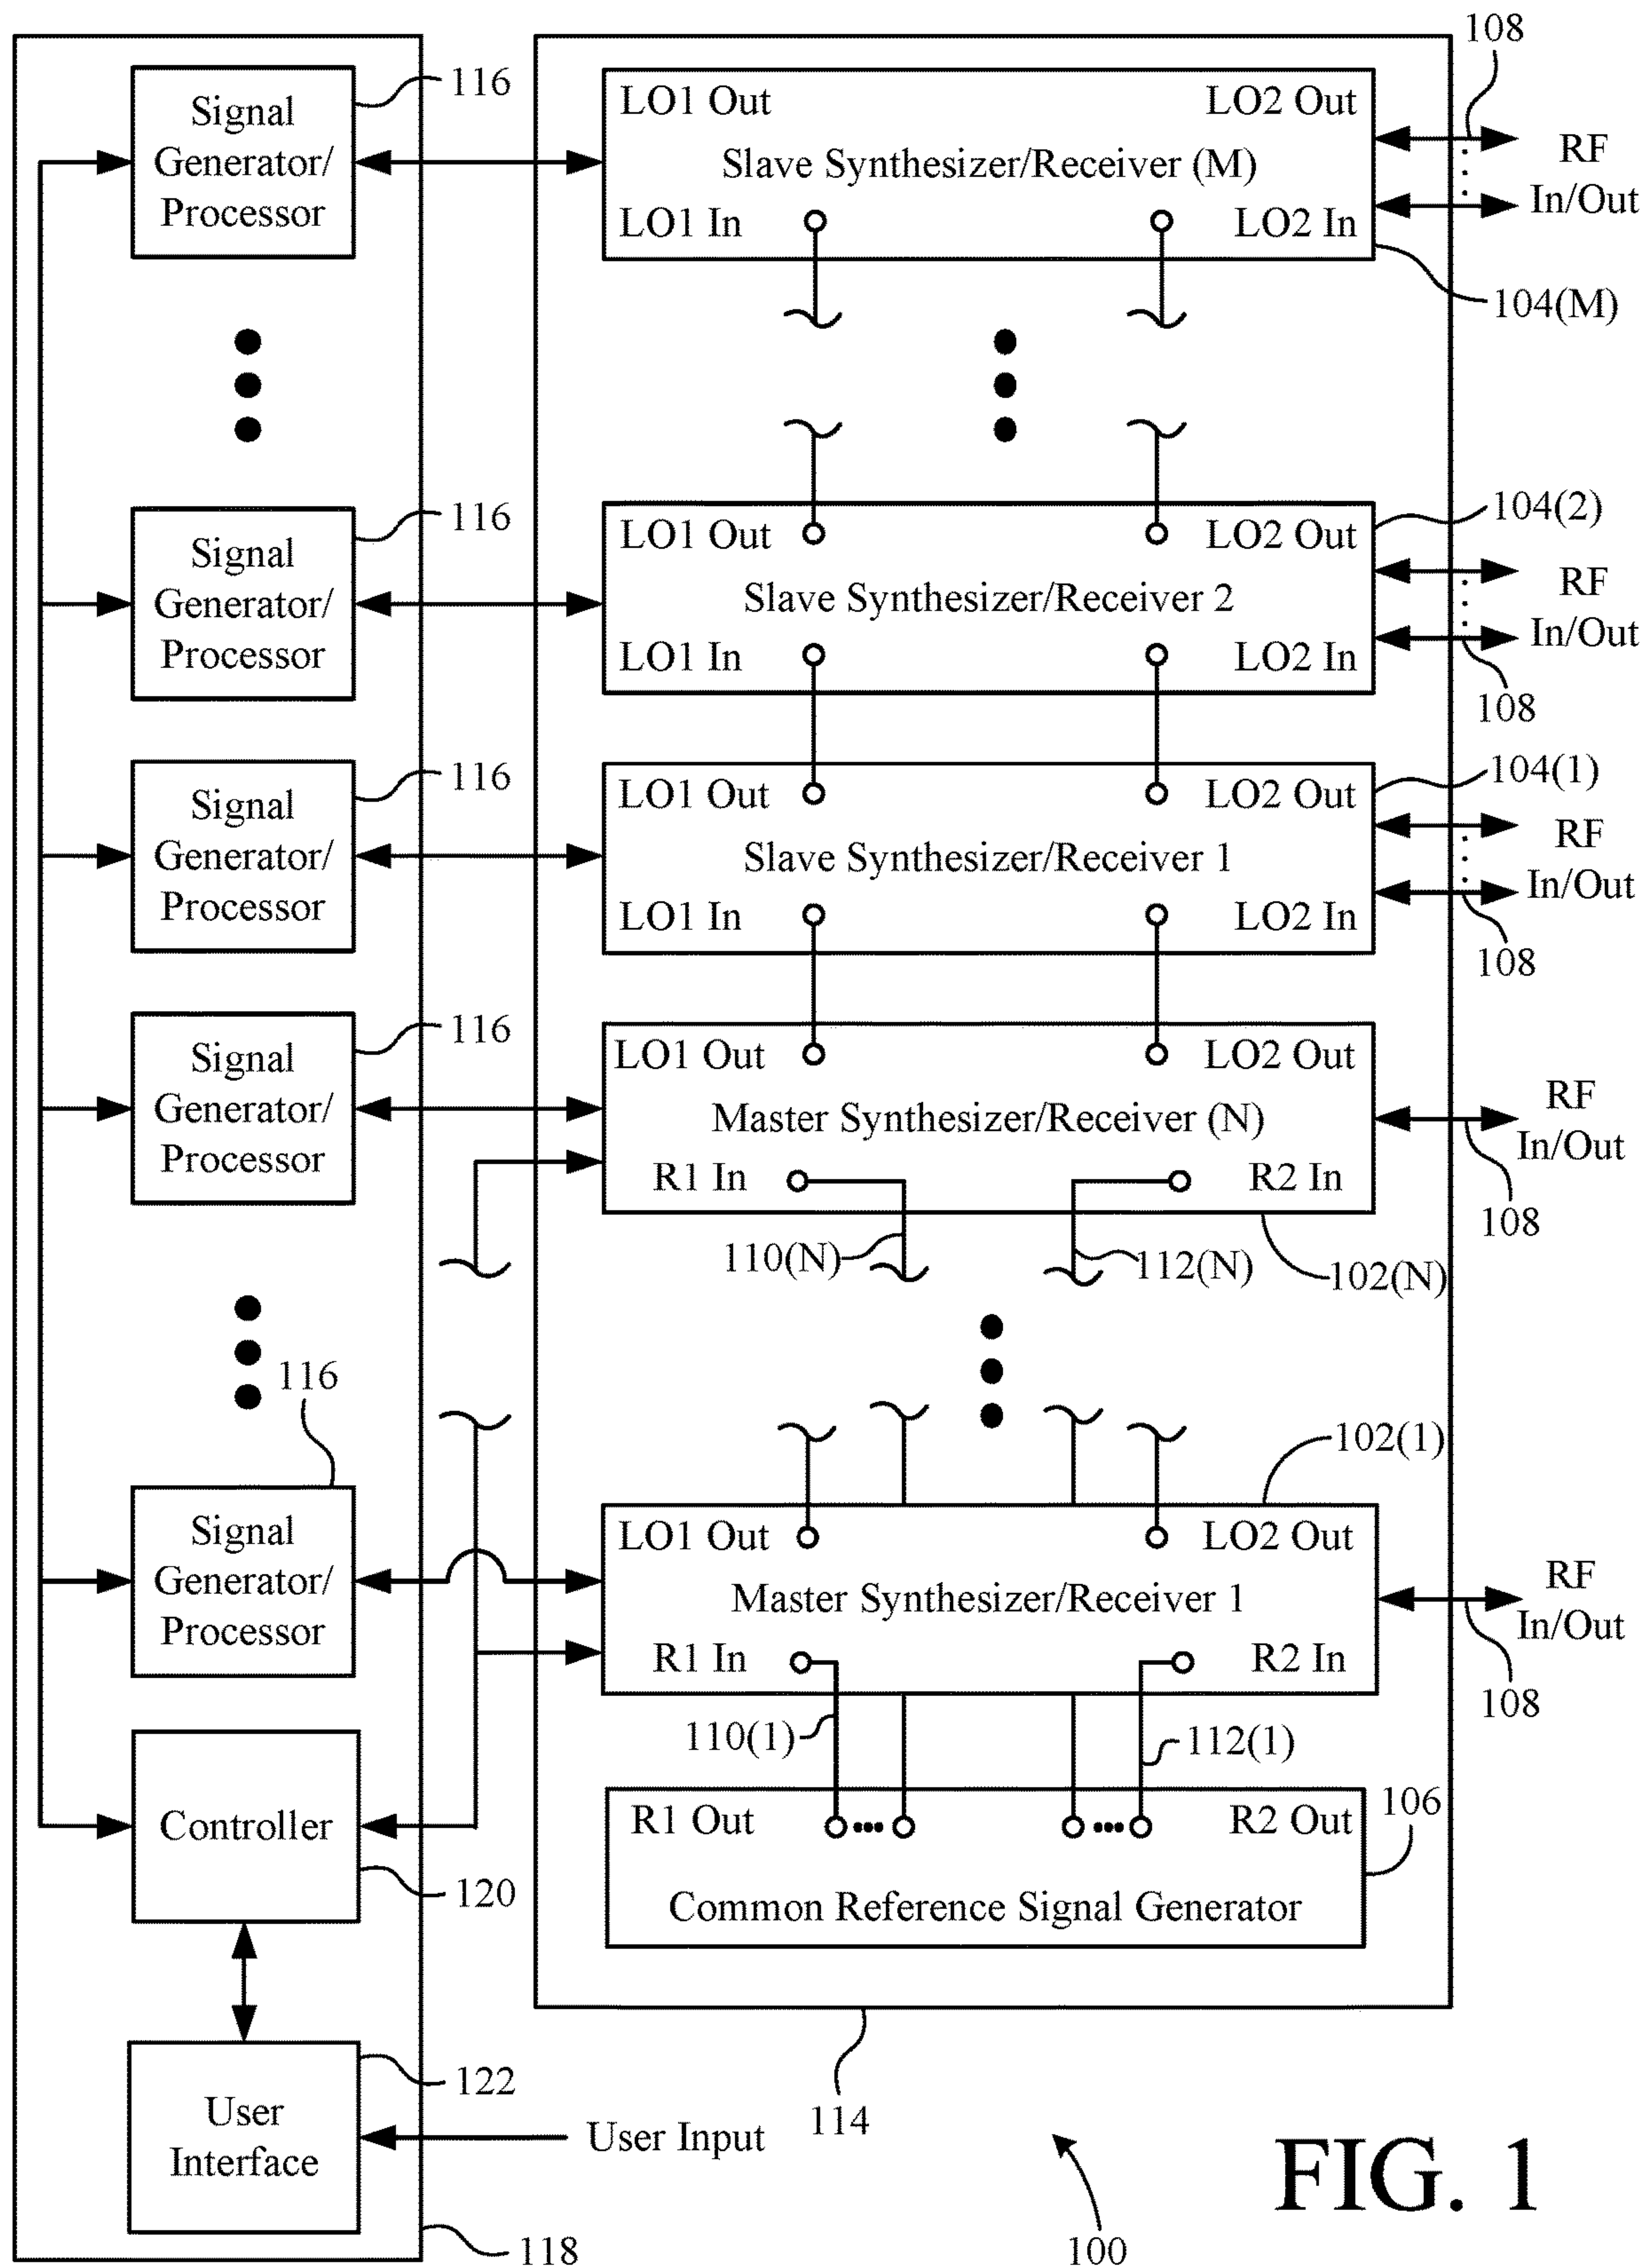 108
Signal
Generator/
Processor
116
LO1 Out
LO2 Out
Slave Synthesizer/Receiver (M)
LO1 In
LO2 In
RF
In/Out
104(M)
Signal
Generator/
Processor
116
LO1 Out
LO2 Out
Slave Synthesizer/Receiver 2
LO1 In
LO2 In
104(2)
RF
In/Out
108
Signal
Generator/
Processor
116
LO1 Out
LO2 Out
Slave Synthesizer/Receiver 1
LO1 In
LO2 In
104(1)
RF
In/Out
108
Signal
Generator/
Processor
116
LO1 Out
LO2 Out
Master Synthesizer/Receiver (N)
R1 In
R2 In
RF
In/Out
108
110(N)
112(N)
102(N)
116
Signal
Generator/
Processor
102(1)
LO1 Out
LO2 Out
Master Synthesizer/Receiver 1
R1 In
R2 In
RF
In/Out
108
110(1)
112(1)
Controller
120
R1 Out
R2 Out
106
Common Reference Signal Generator
User
Interface
122
User Input
114
118
100
FIG. 1